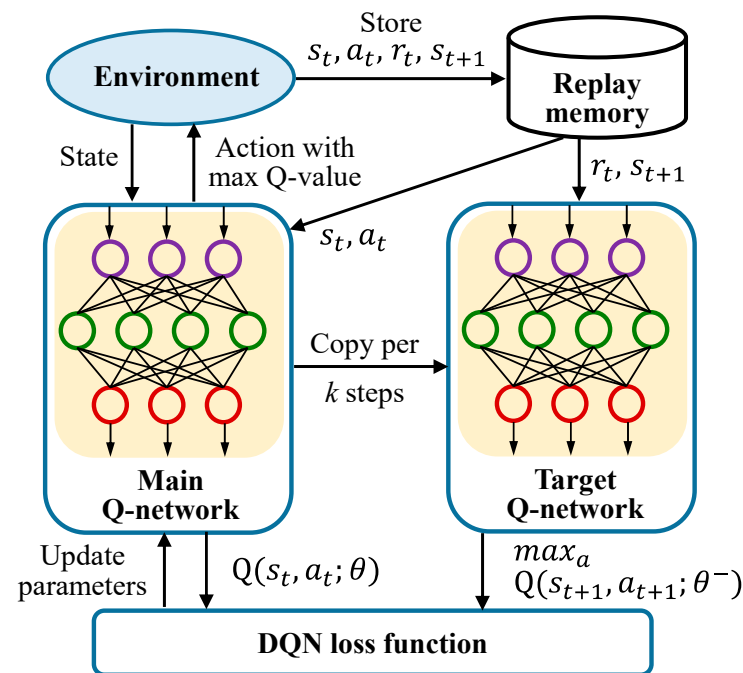 Store
s_t, a_t, r_t, s_{t+1}
Environment
Replay
memory
State
Action with
max Q-value
r_t, s_{t+1}
s_t, a_t
Copy per
k steps
Main
Q-network
Target
Q-network
Update
parameters
Q(s_t, a_t; θ)
max_a
Q(s_{t+1}, a_{t+1}; θ⁻)
DQN loss function